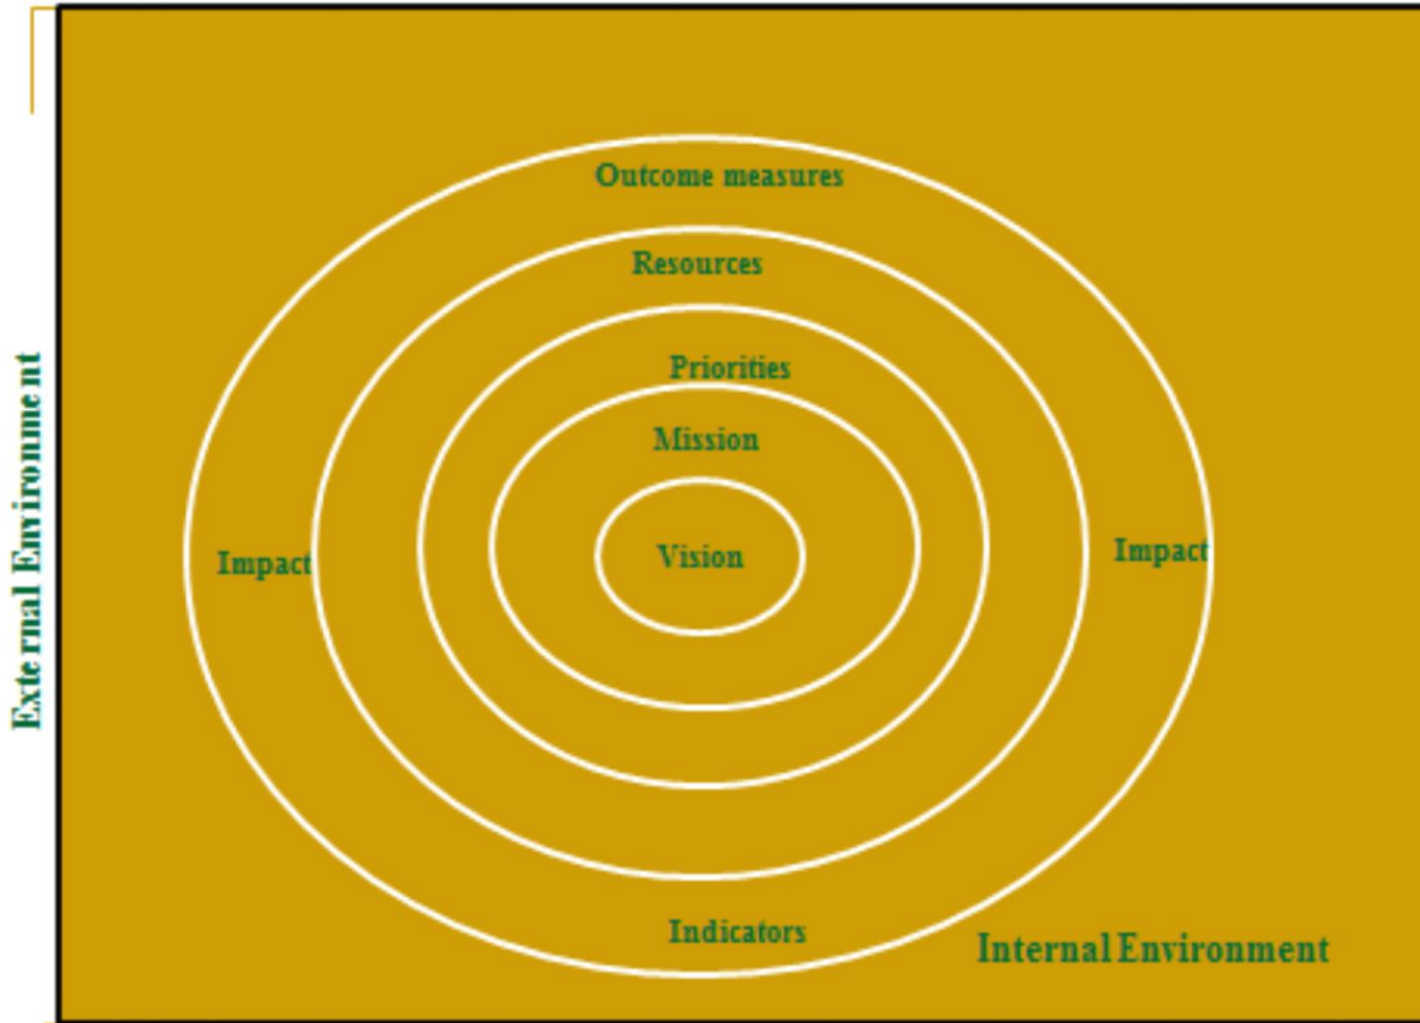 Outcome measures
Resources
Priorities
Mission
Vision
Impact
Impact
Indicators
Internal Environment
External Environment